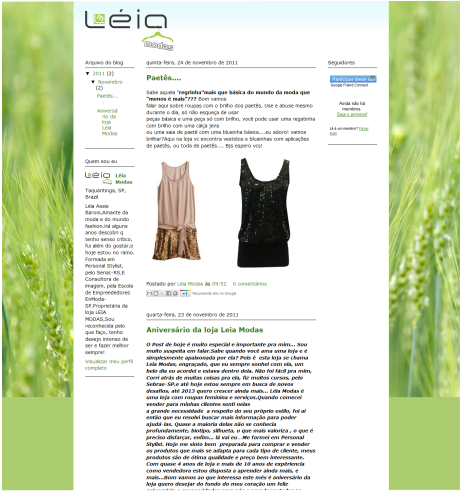 Léia
modas
Arquivo do blog
▼ 2011 (2)
▼ Novembro
(2)
Paetês....
Aniversá
rio da
loja
Leia
Modas
Quem sou eu
Léia
Modas
Taquaritinga, SP,
Brazil
Léia Assis
Baroni,Amante da
moda e do mundo
fashion.Há alguns
anos descobri q
tenho senso crítico,
fui além do gostar,e
hoje estou no ramo.
Formada em
Personal Stylist,
pelo Senac-RS,E
Consultora de
imagem, pela Escola
de Empreededores
EnModa-
SP.Proprietária da
loja LEIA
MODAS,Sou
reconhecida pelo
que faço, tenho
desejo intenso de
ser e fazer melhor
sempre!
Visualizar meu perfil
completo
quinta-feira, 24 de novembro de 2011
Paetês....
Sabe aquela "regrinha"mais que básica do mundo da moda que
"menos é mais"??? Bom vamos
falar aqui sobre roupas com o brilho dos paetês, Use e abuse mesmo
durante o dia, só não esqueça de usar
peças básica e uma peça só com brilho, você pode usar uma regatinha
com brilho com uma calça jens
ou uma saia de paetê com uma blusinha básica....eu adoro! vamos
brilhar?Aqui na loja vc encontra vestidos e blusinhas com aplicações
de paetês, ou toda de paetês.... Bjs espero vcs!
Postado por Léia Modas às 09:52 0 comentários
Recomende isto no Google
quarta-feira, 23 de novembro de 2011
Aniversário da loja Leia Modas
O Post de hoje é muito especial e importante pra mim... Sou
muito suspeita em falar.Sabe quando você ama uma loja e é
simplesmente apaixonada por ela? Pois é esta loja se chama
Leia Modas, engraçado, que eu sempre sonhei com ela, um
belo dia eu acordei e estava dentro dela. Não foi fácil pra mim,
Corri atrás de muitas coisas pra ela, fiz muitos cursos, pelo
Sebrae-SP,e até hoje estou sempre em busca de novos
desafios, até 2013 quero crescer ainda mais... Léia Modas é
uma loja com roupas feminina e serviços.Quando comecei
vender para minhas clientes senti nelas
a grande necessidade a respeito do seu próprio estilo, foi aí
então que eu resolvi buscar mais informação para poder
ajudá-las. Quase a maioria delas não se conhecia
profundamente, biotipo, silhueta, o que mais valoriza , o que é
preciso disfarçar, enfim... lá vai eu...Me formei em Personal
Stylist. Hoje me sinto bem preparada para comprar e vender
os produtos que mais se adapta para cada tipo de cliente, meus
produtos são de ótima qualidade e preço bem interessante.
Com quase 4 anos de loja e mais de 10 anos de expêriencia
como vendedora estou disposta a aprender ainda mais, e
mais...Bom vamos ao que interessa este mês é aniversário da
loja quero desejar do fundo do meu coração um feliz
Seguidores
Participar deste site
Google Friend Connect
Ainda não há
membros.
Seja o primeiro!
Já é um membro? Fazer
login